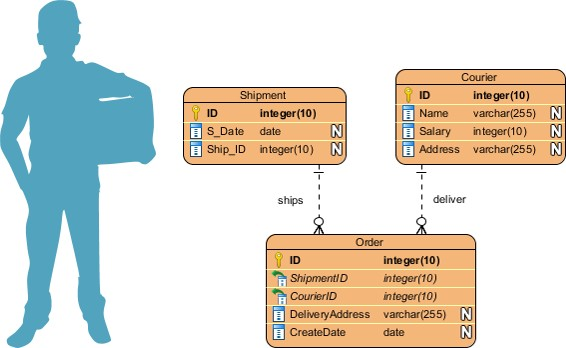 Shipment
ID integer(10)
S_Date date N
Ship_ID integer(10) N
Courier
ID integer(10)
Name varchar(255) N
Salary integer(10) N
Address varchar(255) N
ships
deliver
Order
ID integer(10)
ShipmentID integer(10)
CourierID integer(10)
DeliveryAddress varchar(255) N
CreateDate date N